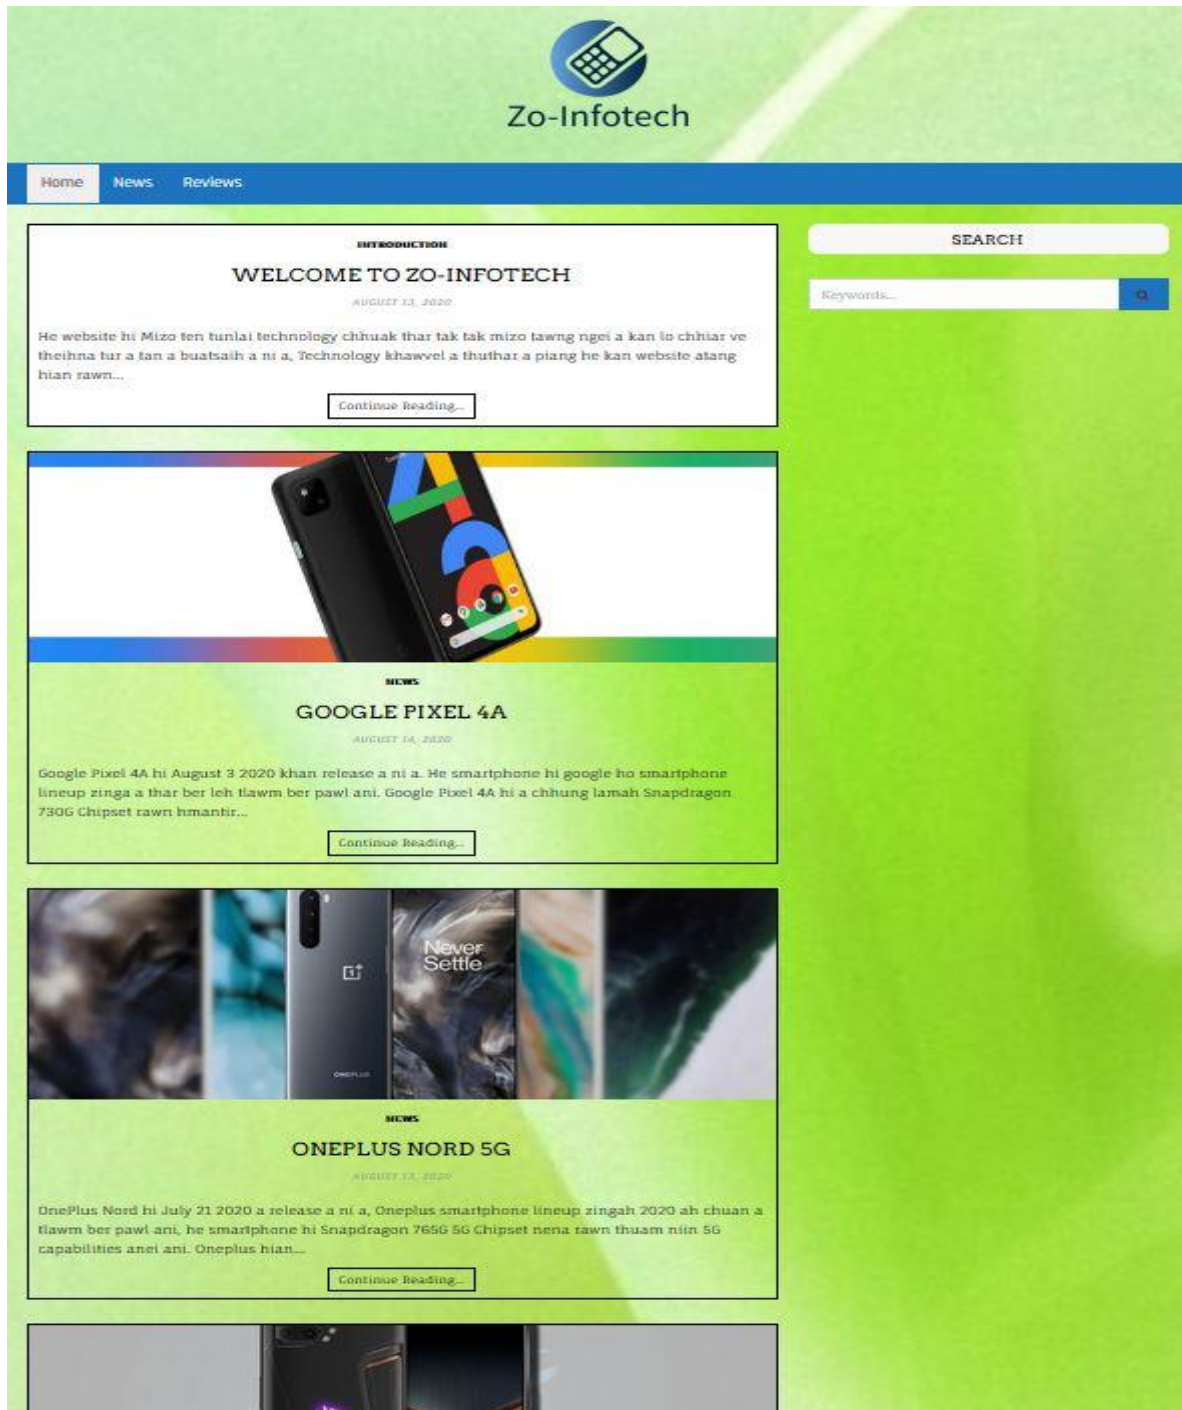 Zo-Infotech
Home News Reviews
INTRODUCTION
WELCOME TO ZO-INFOTECH
AUGUST 13, 2020
He website hi Mizo ten tunlai technology chhuak thar tak tak mizo tawng ngei a kan lo chhiar ve
theihna tur a tan a buatsaih a ni a, Technology khawvel a thuthar a piang he kan website atang
hian rawn...
Continue Reading...
SEARCH
Keywords...
NEWS
GOOGLE PIXEL 4A
AUGUST 14, 2020
Google Pixel 4A hi August 3 2020 khan release a ni a. He smartphone hi google ho smartphone
lineup zinga a thar ber leh tlawm ber pawl ani. Google Pixel 4A hi a chhung lamah Snapdragon
730G Chipset rawn hmantir...
Continue Reading...
Never
Settle
ONEPLUS
NEWS
ONEPLUS NORD 5G
AUGUST 13, 2020
OnePlus Nord hi July 21 2020 a release a ni a, Oneplus smartphone lineup zingah 2020 ah chuan a
tlawm ber pawl ani, he smartphone hi Snapdragon 765G 5G Chipset nena rawn thuam niin 5G
capabilities anei ani. Oneplus hian...
Continue Reading...